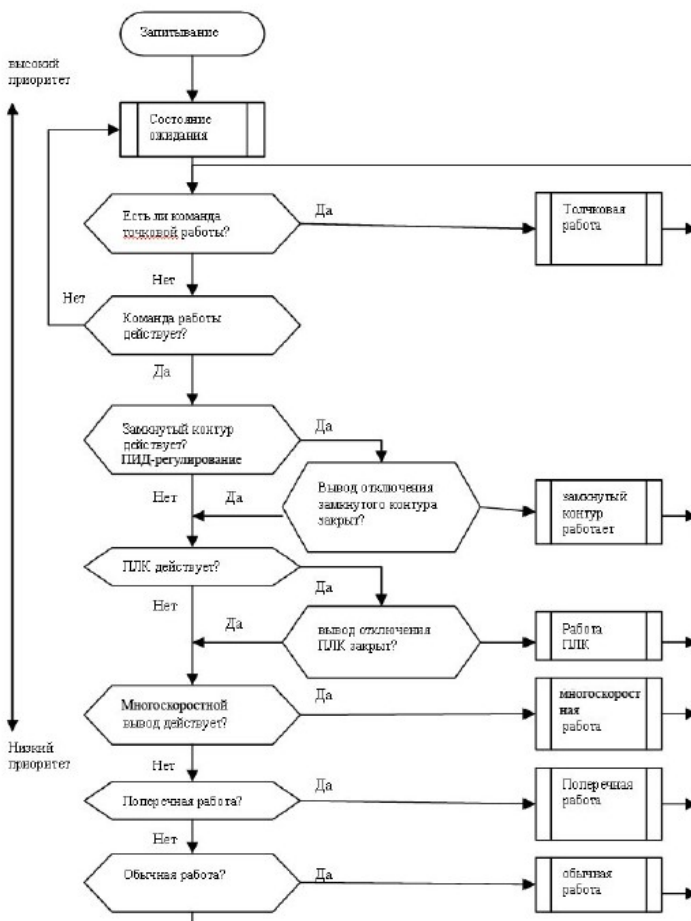 Запитывание
высокий
приоритет
Состояние
ожидания
Есть ли команда
точковой работы?
Да
Толчковая
работа
Нет
Нет
Команда работы
действует?
Да
Замкнутый контур
действует?
ПИД-регулирование
Да
Нет
Да
Вывод отключения
замкнутого контура
закрыт?
замкнутый
контур
работает
ПЛК действует?
Да
Нет
Да
вывод отключения
ПЛК закрыт?
Работа
ПЛК
Многоскоростной
вывод действует?
Да
многоскорост
ная
работа
Низкий
приоритет
Нет
Поперечная работа?
Да
Поперечная
работа
Нет
Обычная работа?
Да
обычная
работа